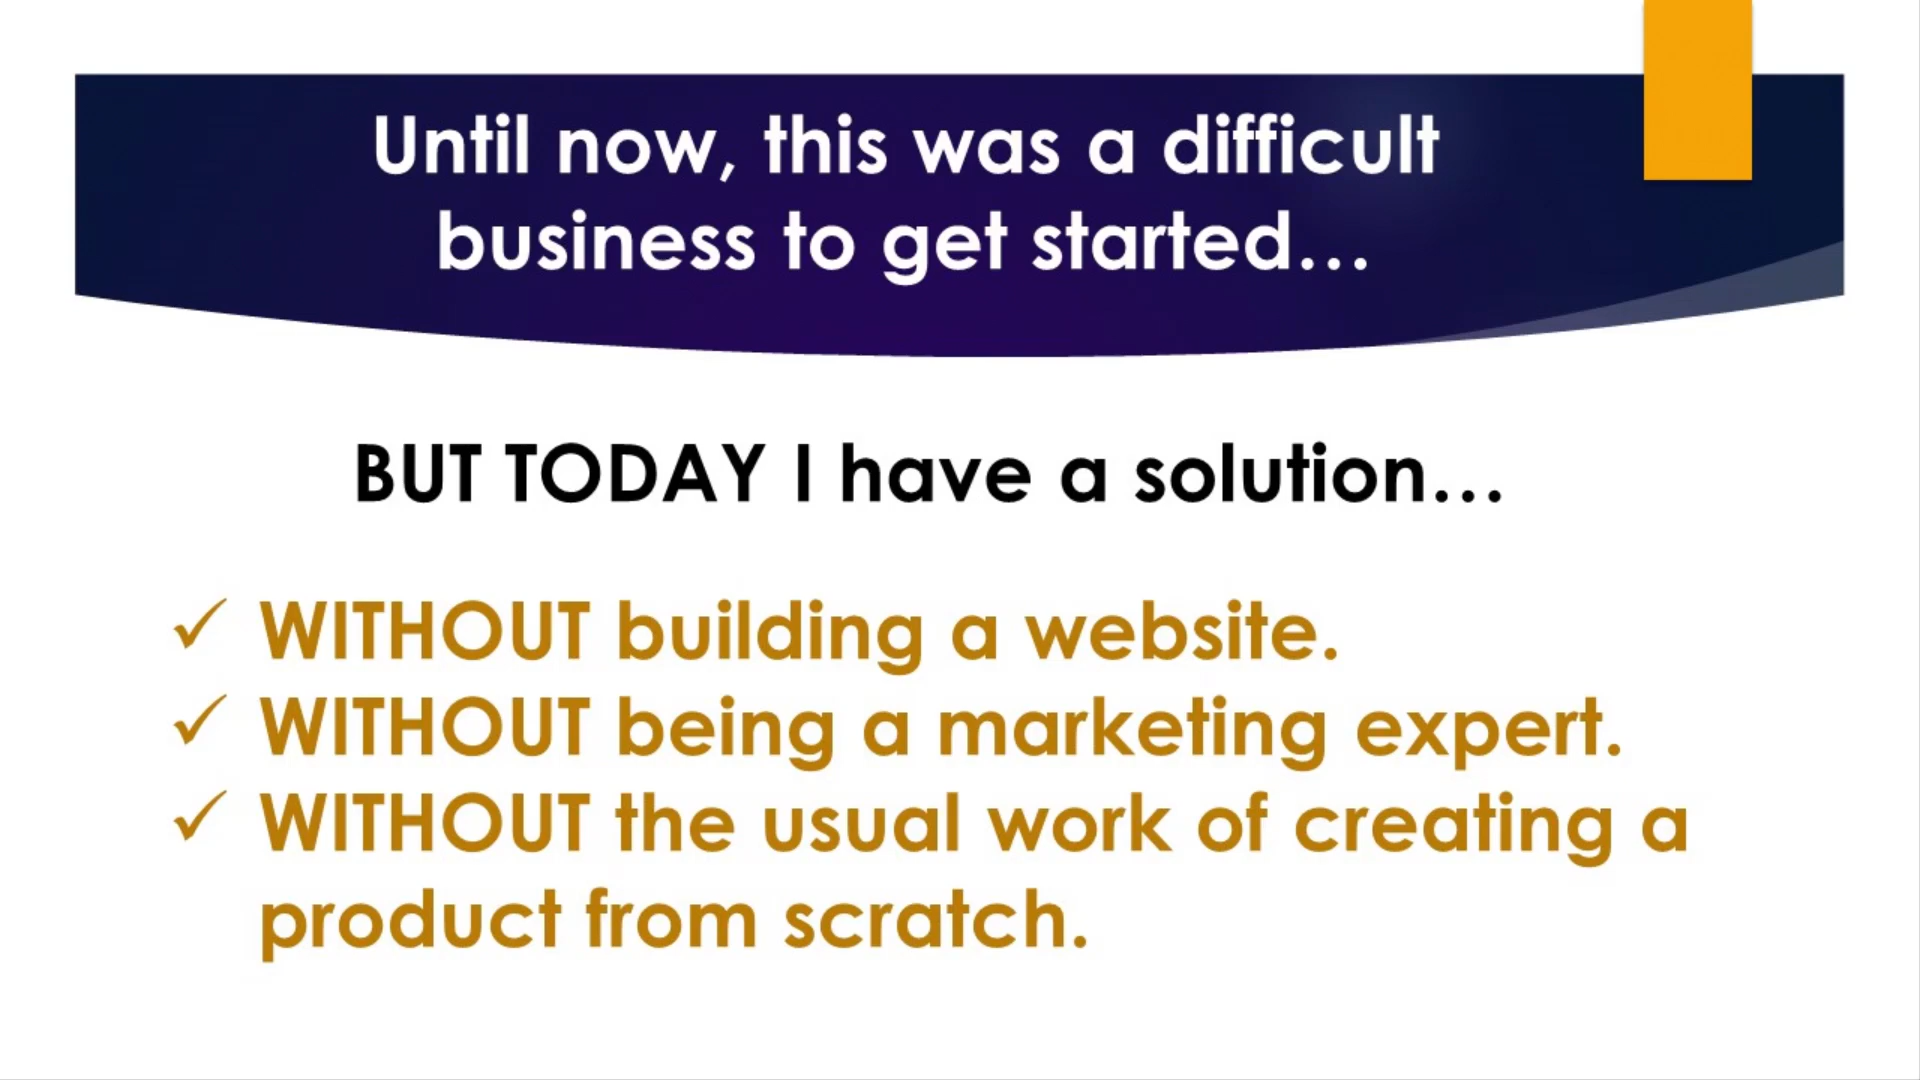 Until now, this was a difficult
business to get started…
BUT TODAY I have a solution…
✓ WITHOUT building a website.
✓ WITHOUT being a marketing expert.
✓ WITHOUT the usual work of creating a
product from scratch.